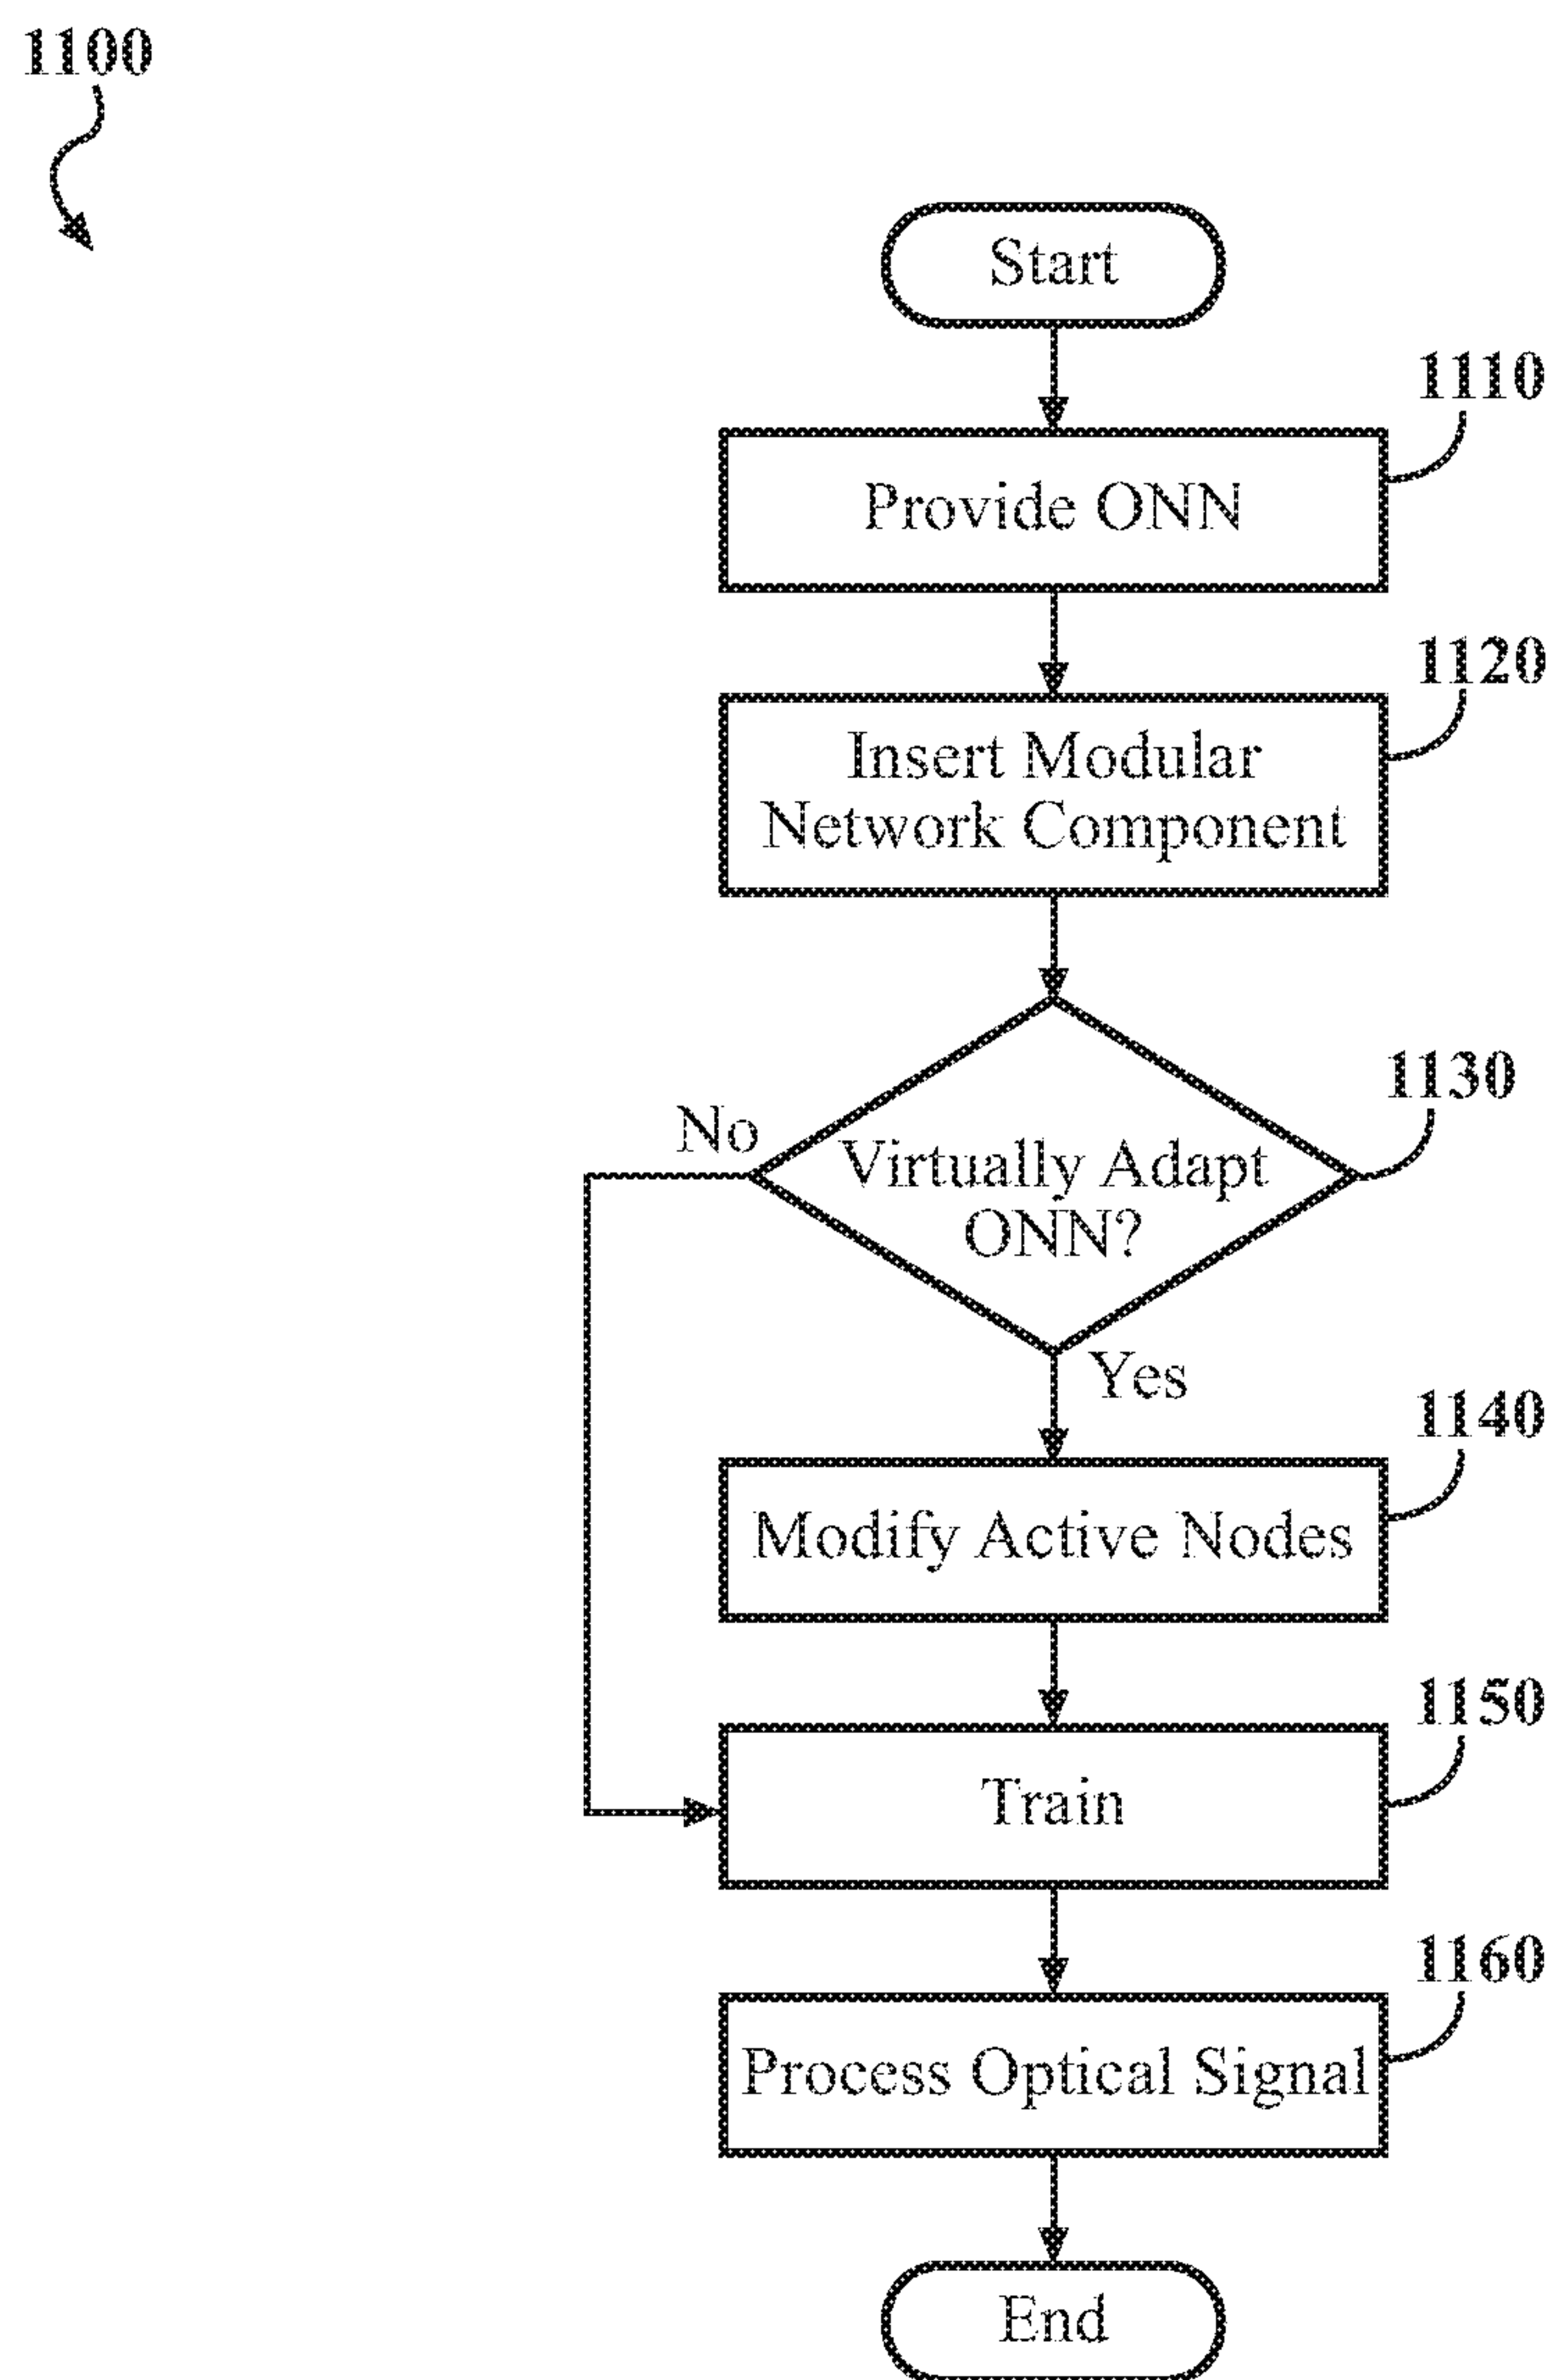 1100
Start
1110
Provide ONN
1120
Insert Modular
Network Component
1130
No
Virtually Adapt
ONN?
Yes
1140
Modify Active Nodes
1150
Train
1160
Process Optical Signal
End